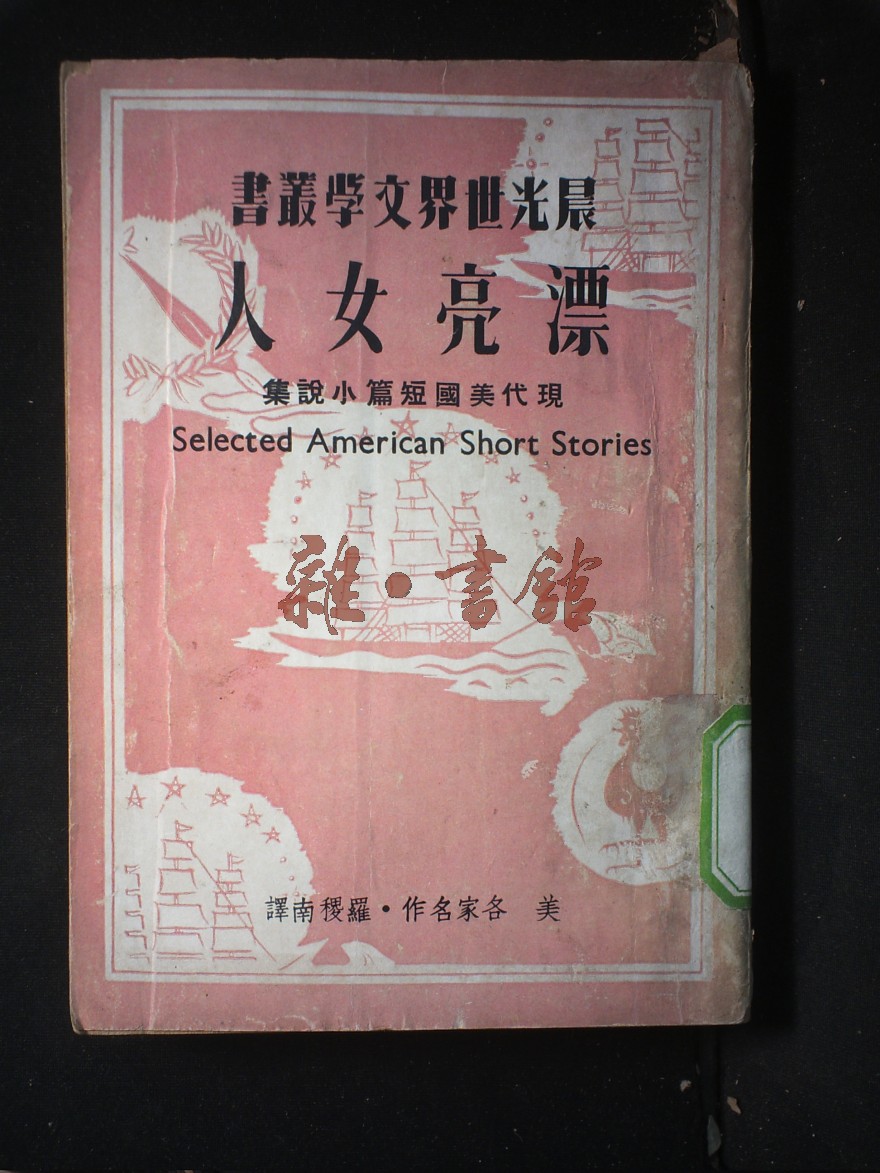 晨光世界文學叢書
漂亮女人
現代美國短篇小說集
Selected American Short Stories
雜·書館
美 各家名作·羅稷南譯